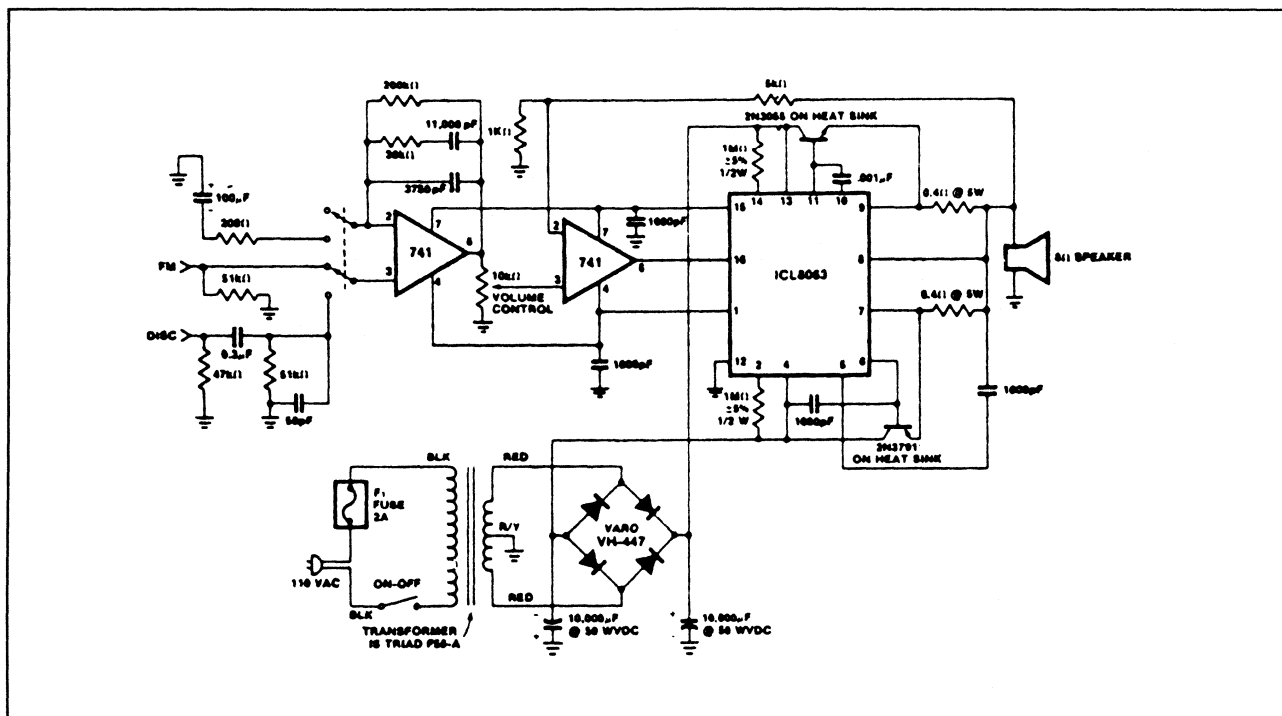 200kΩ
11,000 pF
30kΩ
3750pF
1KΩ
5kΩ
2N3055 ON HEAT SINK
1MΩ
±5%
1/2W
.001μF
+ -
100μF
-
200Ω
FM
51kΩ
DISC
0.3μF
47kΩ
51kΩ
50pF
2
7
741
6
3
4
10kΩ
VOLUME
CONTROL
2
7
741
6
3
4
1000pF
1000pF
14
13
11
10
15
9
16
ICL8063
8
1
7
12
2
4
5
6
0.4Ω @ 5W
0.4Ω @ 5W
8Ω SPEAKER
1MΩ
±5%
1/2 W
1000pF
2N3791
ON HEAT SINK
1000pF
BLK
RED
F1
FUSE
2A
R/Y
VARO
VH-447
110 VAC
ON-OFF
BLK
RED
TRANSFORMER
IS TRIAD F56-A
-
+
10,000μF
@ 50 WVDC
+
-
10,000μF
@ 50 WVDC